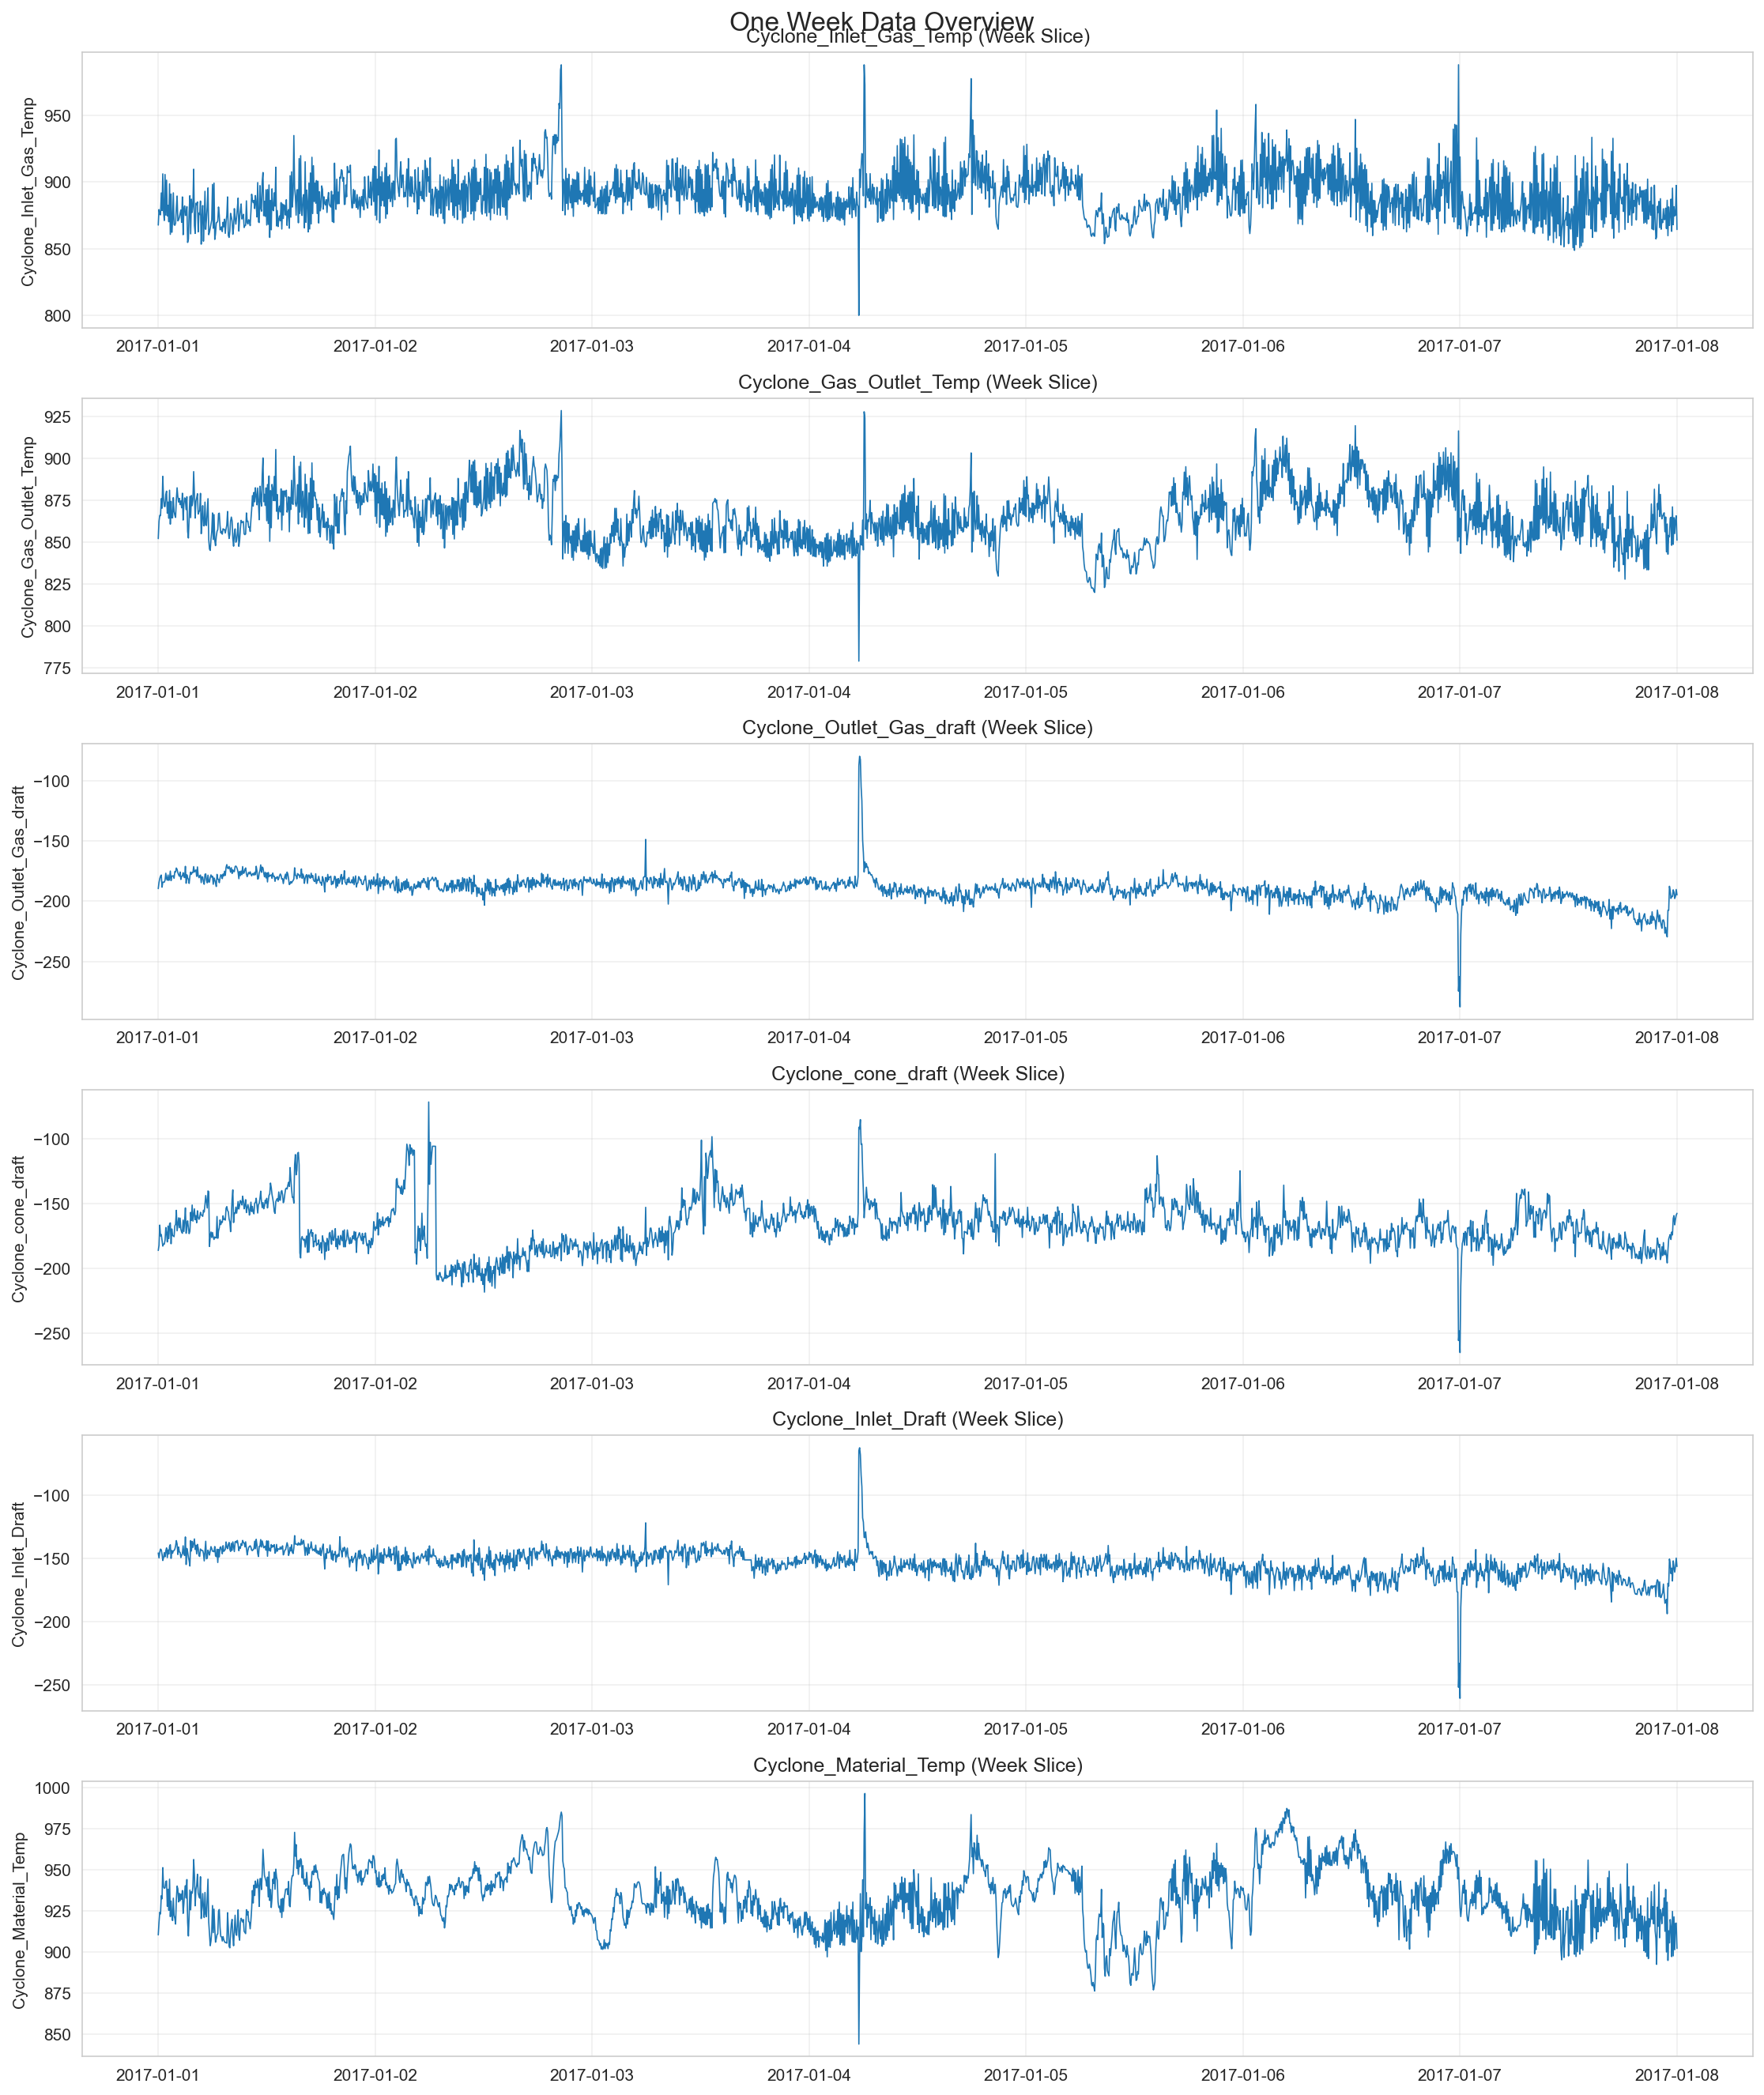 One Week Data Overview
Cyclone_Inlet_Gas_Temp (Week Slice)
Cyclone_Inlet_Gas_Temp
950
900
850
800
2017-01-01 2017-01-02 2017-01-03 2017-01-04 2017-01-05 2017-01-06 2017-01-07 2017-01-08
Cyclone_Gas_Outlet_Temp (Week Slice)
Cyclone_Gas_Outlet_Temp
925
900
875
850
825
800
775
2017-01-01 2017-01-02 2017-01-03 2017-01-04 2017-01-05 2017-01-06 2017-01-07 2017-01-08
Cyclone_Outlet_Gas_draft (Week Slice)
Cyclone_Outlet_Gas_draft
−100
−150
−200
−250
2017-01-01 2017-01-02 2017-01-03 2017-01-04 2017-01-05 2017-01-06 2017-01-07 2017-01-08
Cyclone_cone_draft (Week Slice)
Cyclone_cone_draft
−100
−150
−200
−250
2017-01-01 2017-01-02 2017-01-03 2017-01-04 2017-01-05 2017-01-06 2017-01-07 2017-01-08
Cyclone_Inlet_Draft (Week Slice)
Cyclone_Inlet_Draft
−100
−150
−200
−250
2017-01-01 2017-01-02 2017-01-03 2017-01-04 2017-01-05 2017-01-06 2017-01-07 2017-01-08
Cyclone_Material_Temp (Week Slice)
Cyclone_Material_Temp
1000
975
950
925
900
875
850
2017-01-01 2017-01-02 2017-01-03 2017-01-04 2017-01-05 2017-01-06 2017-01-07 2017-01-08